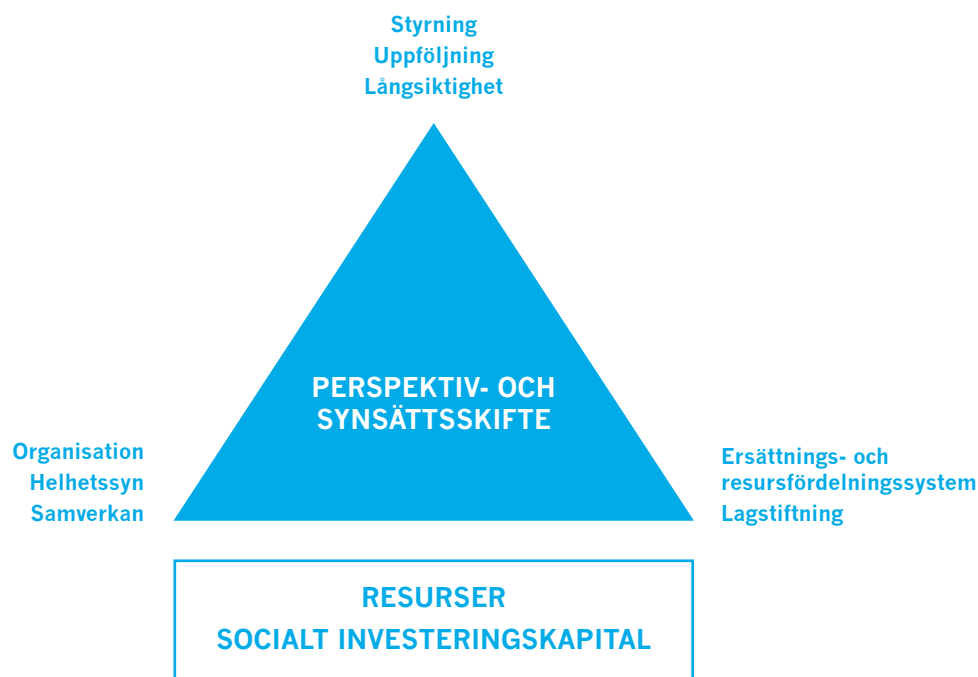 Styrning
Uppföljning
Långsiktighet
PERSPEKTIV- OCH
SYNSÄTTSSKIFTE
Organisation
Helhetssyn
Samverkan
Ersättnings- och
resursfördelningssystem
Lagstiftning
RESURSER
SOCIALT INVESTERINGSKAPITAL